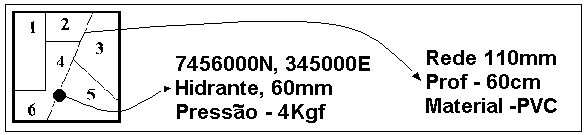 1
2
3
4
5
6
7456000N, 345000E
Hidrante, 60mm
Pressão - 4Kgf
Rede 110mm
Prof - 60cm
Material -PVC